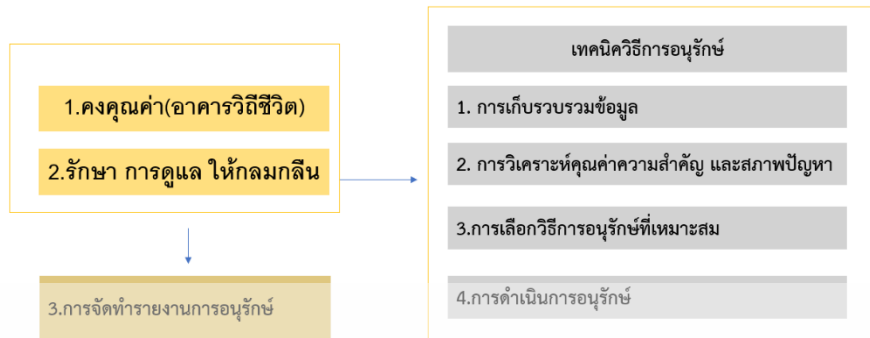 1.คงคุณค่า(อาคารวิถีชีวิต)
2.รักษา การดูแล ให้กลมกลืน
3.การจัดทำรายงานการอนุรักษ์
เทคนิควิธีการอนุรักษ์
1. การเก็บรวบรวมข้อมูล
2. การวิเคราะห์คุณค่าความสำคัญ และสภาพปัญหา
3.การเลือกวิธีการอนุรักษ์ที่เหมาะสม
4.การดำเนินการอนุรักษ์